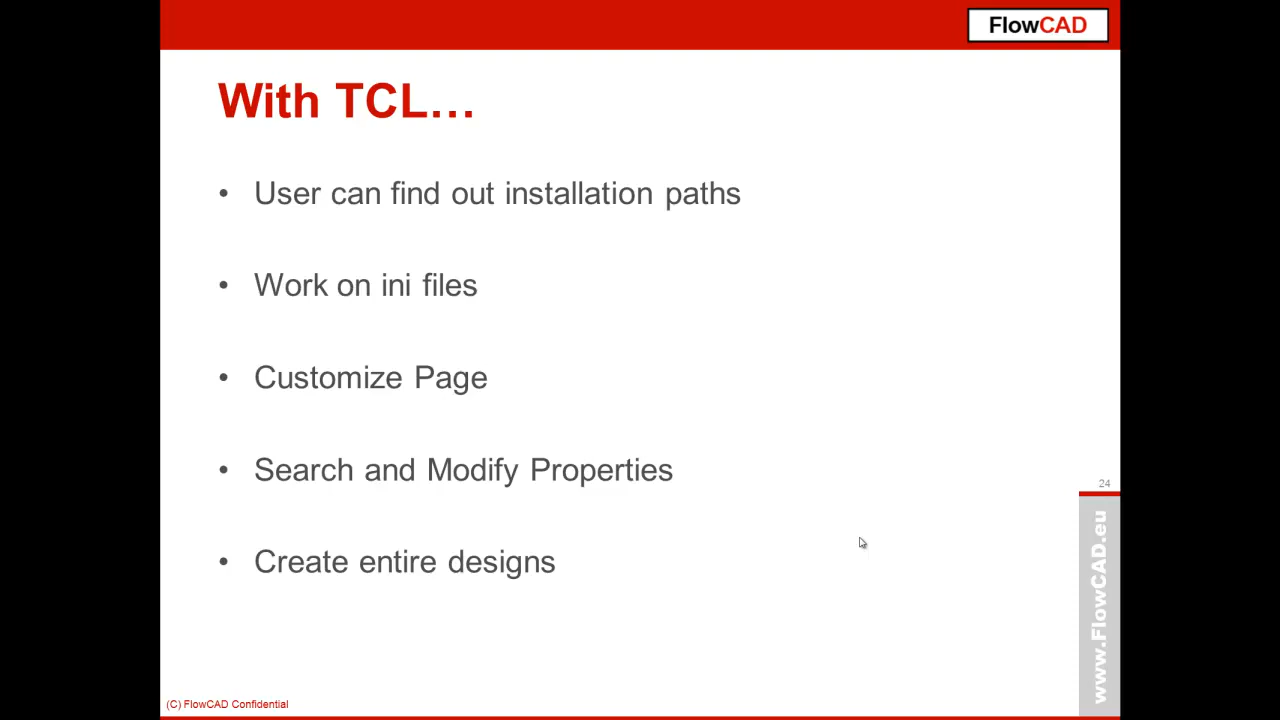 FlowCAD
With TCL…
• User can find out installation paths
• Work on ini files
• Customize Page
• Search and Modify Properties
• Create entire designs
24
www.FlowCAD.eu
(C) FlowCAD Confidential